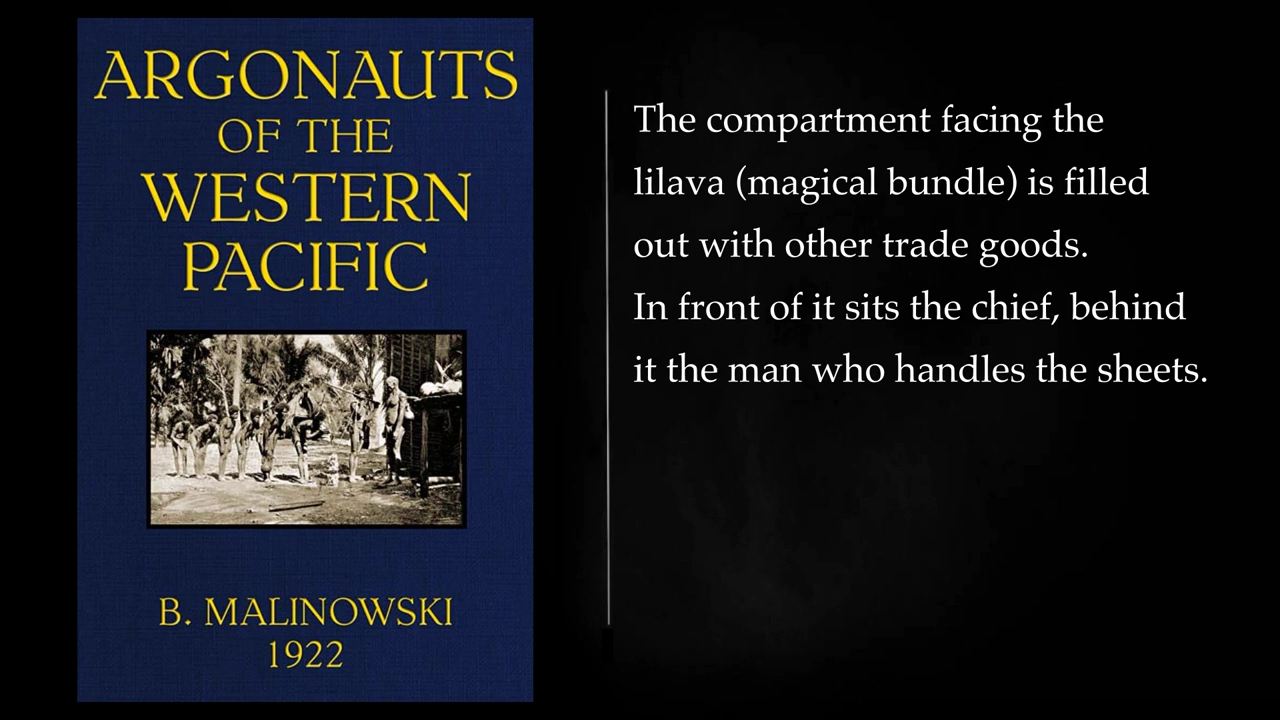 ARGONAUTS
OF THE
WESTERN
PACIFIC
B. MALINOWSKI
1922
The compartment facing the
lilava (magical bundle) is filled
out with other trade goods.
In front of it sits the chief, behind
it the man who handles the sheets.